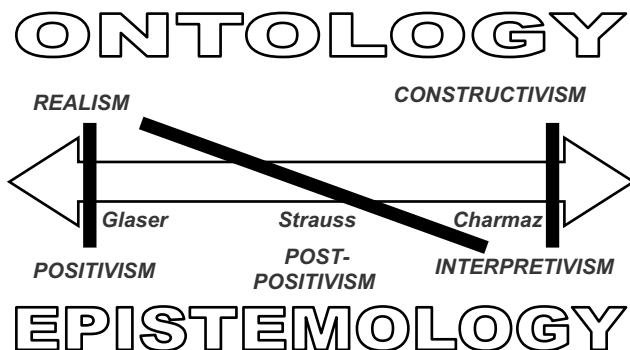 ONTOLOGY
REALISM
CONSTRUCTIVISM
Glaser
Strauss
Charmaz
POSITIVISM
POST-
POSITIVISM
INTERPRETIVISM
EPISTEMOLOGY